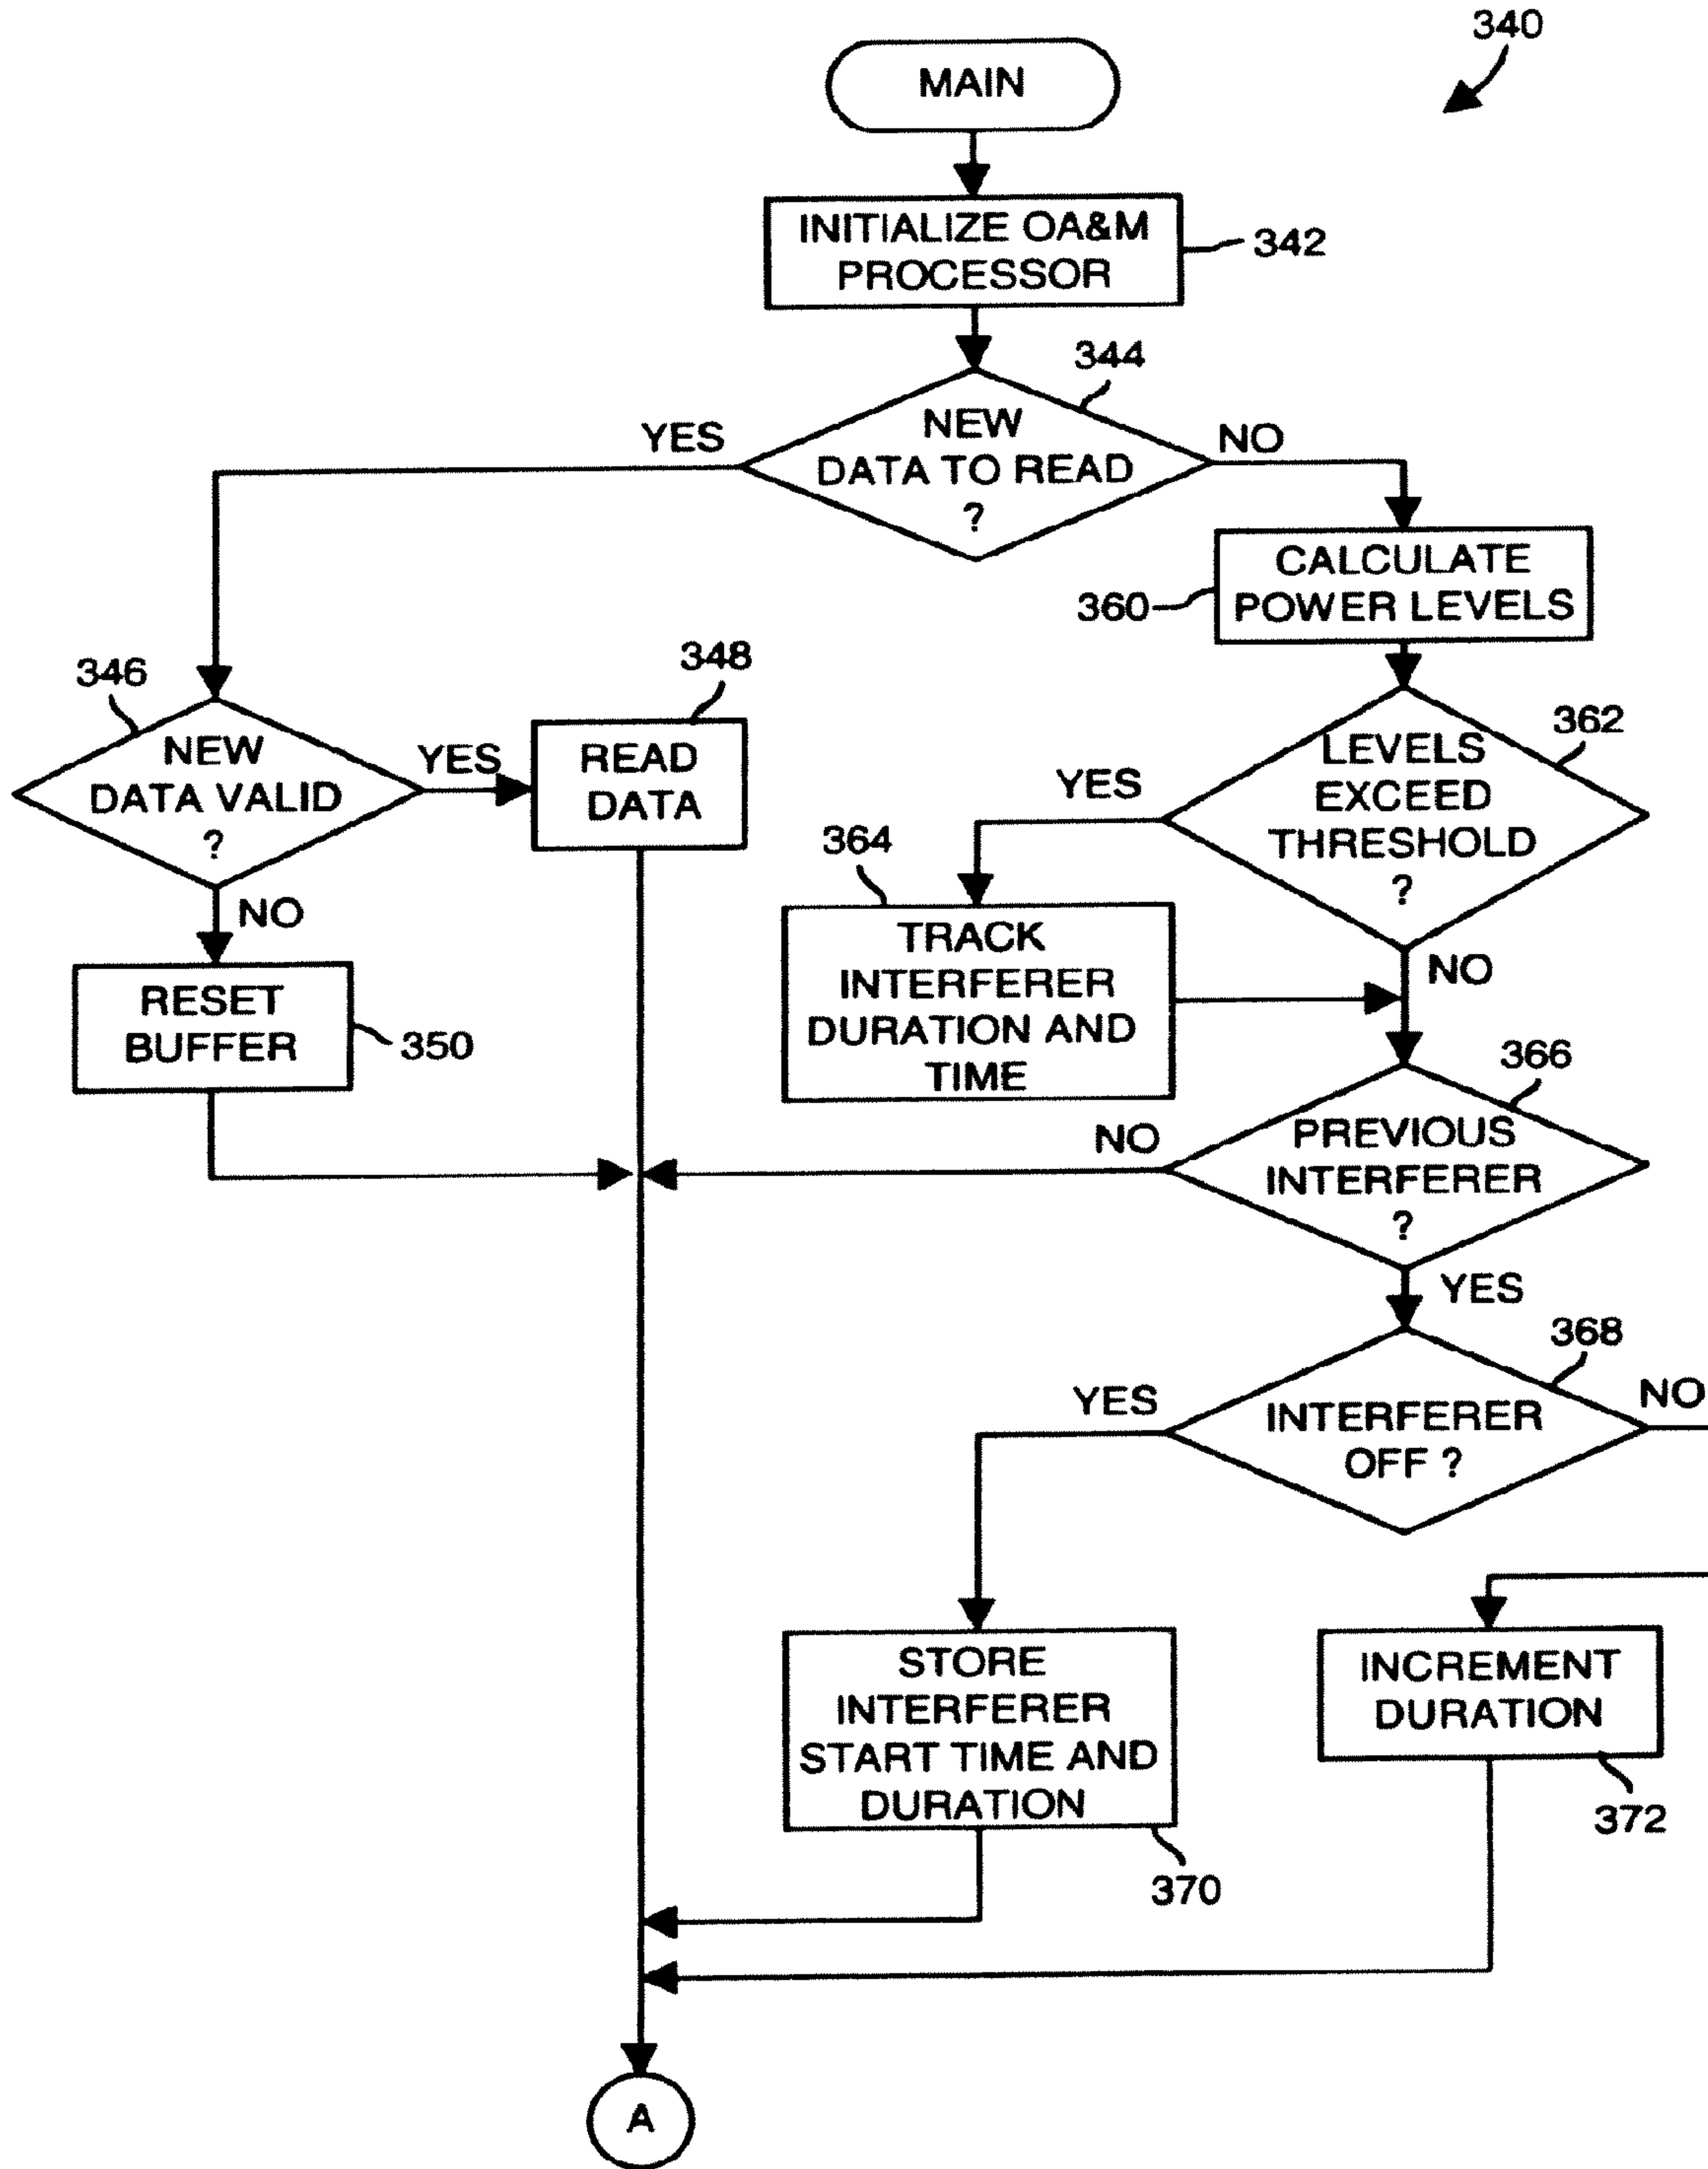 340
MAIN
INITIALIZE OA&M
PROCESSOR
342
344
NEW
DATA TO READ
?
YES
NO
CALCULATE
POWER LEVELS
360
346
NEW
DATA VALID
?
YES
348
READ
DATA
NO
RESET
BUFFER
350
362
LEVELS
EXCEED
THRESHOLD
?
YES
NO
364
TRACK
INTERFERER
DURATION AND
TIME
366
PREVIOUS
INTERFERER
?
NO
YES
368
INTERFERER
OFF ?
YES
NO
STORE
INTERFERER
START TIME AND
DURATION
370
INCREMENT
DURATION
372
A